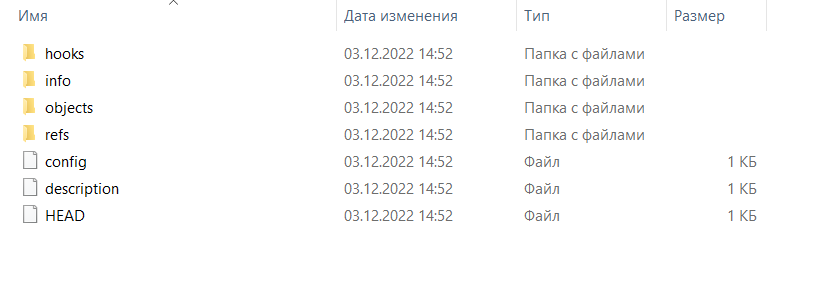 Имя Дата изменения Тип Размер
hooks 03.12.2022 14:52 Папка с файлами
info 03.12.2022 14:52 Папка с файлами
objects 03.12.2022 14:52 Папка с файлами
refs 03.12.2022 14:52 Папка с файлами
config 03.12.2022 14:52 Файл 1 КБ
description 03.12.2022 14:52 Файл 1 КБ
HEAD 03.12.2022 14:52 Файл 1 КБ